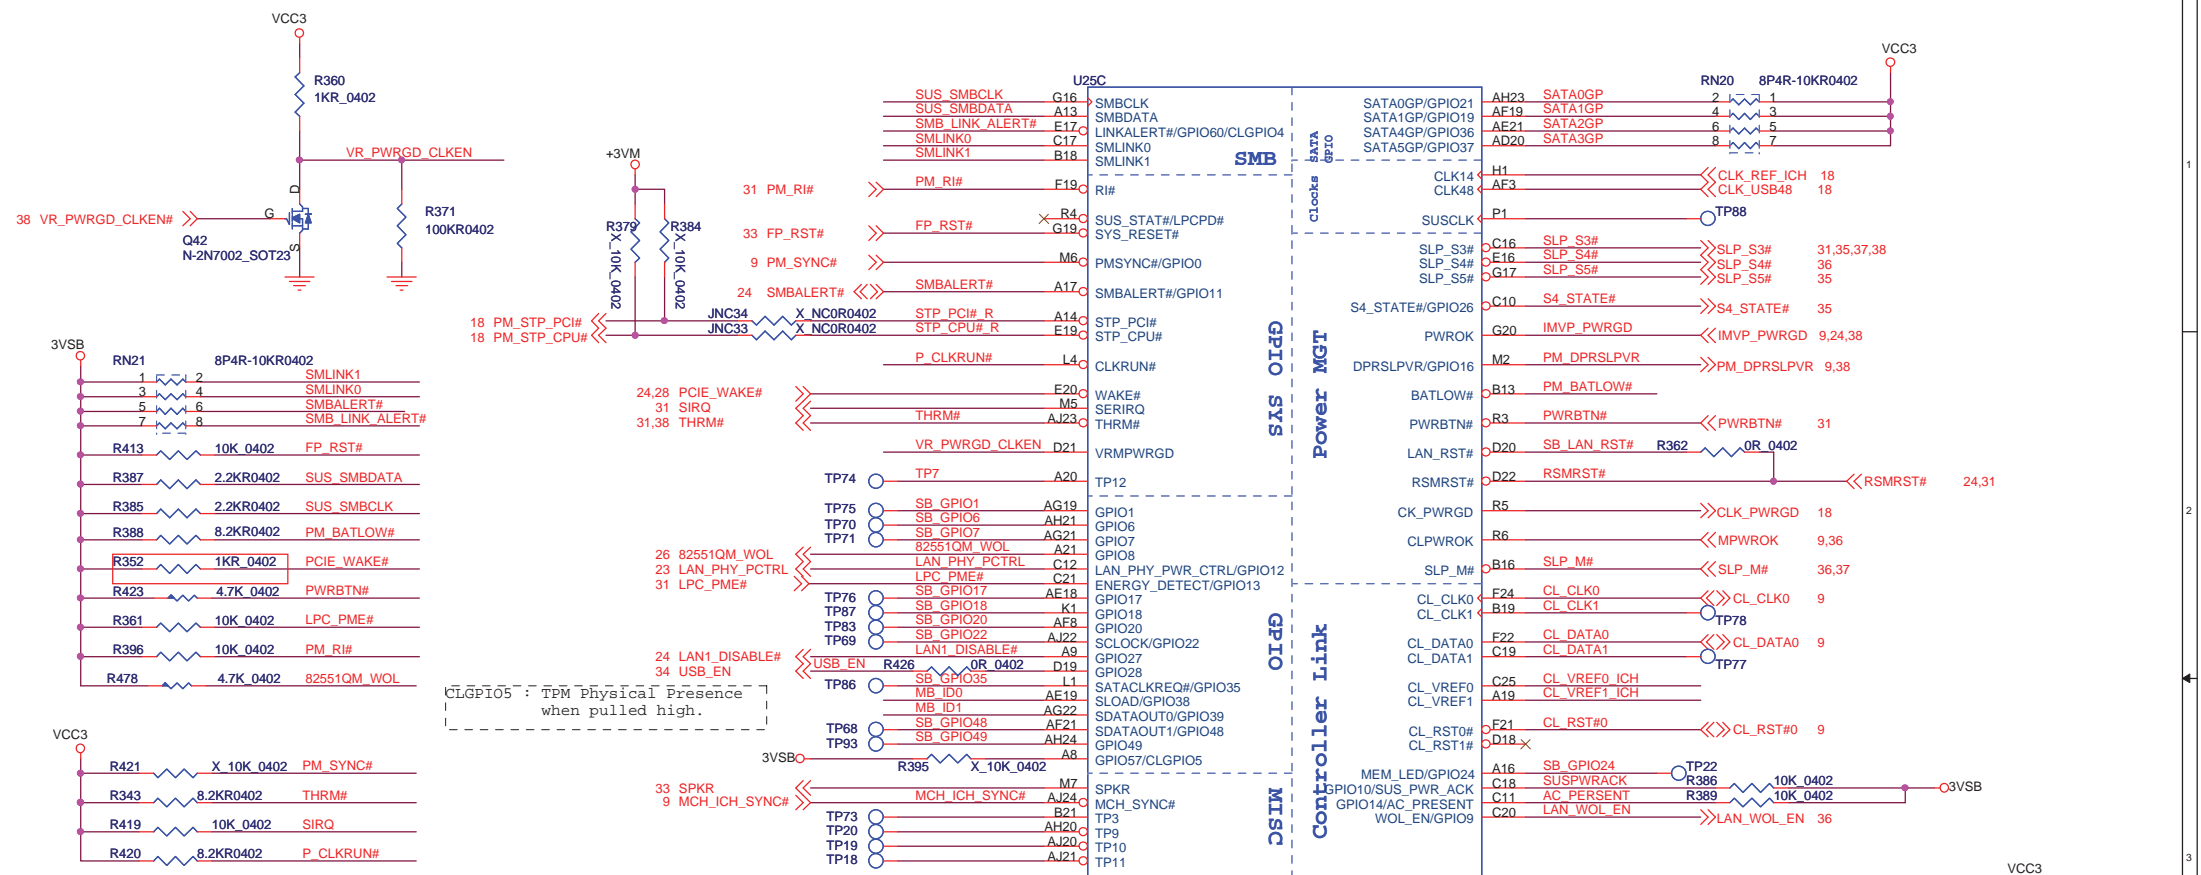 VCC3
R360
1KR_0402
VR_PWRGD_CLKEN
D
G
S
38 VR_PWRGD_CLKEN#
Q42
N-2N7002_SOT23
R371
100KR0402
3VSB
RN21 8P4R-10KR0402
1 2 SMLINK1
3 4 SMLINK0
5 6 SMBALERT#
7 8 SMB_LINK_ALERT#
R413 10K_0402 FP_RST#
R387 2.2KR0402 SUS_SMBDATA
R385 2.2KR0402 SUS_SMBCLK
R388 8.2KR0402 PM_BATLOW#
R352 1KR_0402 PCIE_WAKE#
R423 4.7K_0402 PWRBTN#
R361 10K_0402 LPC_PME#
R396 10K_0402 PM_RI#
R478 4.7K_0402 82551QM_WOL
VCC3
R421 X_10K_0402 PM_SYNC#
R343 8.2KR0402 THRM#
R419 10K_0402 SIRQ
R420 8.2KR0402 P_CLKRUN#
CLGPIO5 : TPM Physical Presence
when pulled high.
+3VM
R379
X_10K_0402
R384
X_10K_0402
U25C
SUS_SMBCLK G16 SMBCLK
SUS_SMBDATA A13 SMBDATA
SMB_LINK_ALERT# E17 LINKALERT#/GPIO60/CLGPIO4
SMLINK0 C17 SMLINK0
SMLINK1 B18 SMLINK1
31 PM_RI# PM_RI# F19 RI#
R4 SUS_STAT#/LPCPD#
33 FP_RST# FP_RST# G19 SYS_RESET#
9 PM_SYNC# M6 PMSYNC#/GPIO0
24 SMBALERT# SMBALERT# A17 SMBALERT#/GPIO11
18 PM_STP_PCI# JNC34 X_NC0R0402 STP_PCI#_R A14 STP_PCI#
18 PM_STP_CPU# JNC33 X_NC0R0402 STP_CPU#_R E19 STP_CPU#
P_CLKRUN# L4 CLKRUN#
24,28 PCIE_WAKE# E20 WAKE#
31 SIRQ M5 SERIRQ
31,38 THRM# THRM# AJ23 THRM#
VR_PWRGD_CLKEN D21 VRMPWRGD
TP74 TP7 A20 TP12
TP75 SB_GPIO1 AG19 GPIO1
TP70 SB_GPIO6 AH21 GPIO6
TP71 SB_GPIO7 AG21 GPIO7
26 82551QM_WOL 82551QM_WOL A21 GPIO8
23 LAN_PHY_PCTRL LAN_PHY_PCTRL C12 LAN_PHY_PWR_CTRL/GPIO12
31 LPC_PME# LPC_PME# C21 ENERGY_DETECT/GPIO13
TP76 SB_GPIO17 AE18 GPIO17
TP87 SB_GPIO18 K1 GPIO18
TP83 SB_GPIO20 AF8 GPIO20
TP69 SB_GPIO22 AJ22 SCLOCK/GPIO22
24 LAN1_DISABLE# LAN1_DISABLE# A9 GPIO27
34 USB_EN USB_EN R426 0R_0402 D19 GPIO28
TP86 SB_GPIO35 L1 SATACLKREQ#/GPIO35
MB_ID0 AE19 SLOAD/GPIO38
MB_ID1 AG22 SDATAOUT0/GPIO39
TP68 SB_GPIO48 AF21 SDATAOUT1/GPIO48
TP93 SB_GPIO49 AH24 GPIO49
3VSB R395 X_10K_0402 A8 GPIO57/CLGPIO5
33 SPKR M7 SPKR
9 MCH_ICH_SYNC# MCH_ICH_SYNC# AJ24 MCH_SYNC#
TP73 B21 TP3
TP20 AH20 TP9
TP19 AJ20 TP10
TP18 AJ21 TP11
SMB
SATA
GPIO
Clocks
GPIO SYS
Power MGT
GPIO
Controller Link
MISC
VCC3
RN20 8P4R-10KR0402
SATA0GP/GPIO21 AH23 SATA0GP 2 1
SATA1GP/GPIO19 AF19 SATA1GP 4 3
SATA4GP/GPIO36 AE21 SATA2GP 6 5
SATA5GP/GPIO37 AD20 SATA3GP 8 7
CLK14 H1 CLK_REF_ICH 18
CLK48 AF3 CLK_USB48 18
SUSCLK P1 TP88
SLP_S3# C16 SLP_S3# SLP_S3# 31,35,37,38
SLP_S4# E16 SLP_S4# SLP_S4# 36
SLP_S5# G17 SLP_S5# SLP_S5# 35
S4_STATE#/GPIO26 C10 S4_STATE# S4_STATE# 35
PWROK G20 IMVP_PWRGD IMVP_PWRGD 9,24,38
DPRSLPVR/GPIO16 M2 PM_DPRSLPVR PM_DPRSLPVR 9,38
BATLOW# B13 PM_BATLOW#
PWRBTN# R3 PWRBTN# PWRBTN# 31
LAN_RST# D20 SB_LAN_RST# R362 0R_0402
RSMRST# D22 RSMRST# RSMRST# 24,31
CK_PWRGD R5 CLK_PWRGD 18
CLPWROK R6 MPWROK 9,36
SLP_M# B16 SLP_M# SLP_M# 36,37
CL_CLK0 F24 CL_CLK0 CL_CLK0 9
CL_CLK1 B19 CL_CLK1 TP78
CL_DATA0 F22 CL_DATA0 CL_DATA0 9
CL_DATA1 C19 CL_DATA1 TP77
CL_VREF0 C25 CL_VREF0_ICH
CL_VREF1 A19 CL_VREF1_ICH
CL_RST0# F21 CL_RST#0 CL_RST#0 9
CL_RST1# D18
MEM_LED/GPIO24 A16 SB_GPIO24 TP22
GPIO10/SUS_PWR_ACK C18 SUSPWRACK R386 10K_0402 3VSB
GPIO14/AC_PRESENT C11 AC_PERSENT R389 10K_0402
WOL_EN/GPIO9 C20 LAN_WOL_EN LAN_WOL_EN 36
VCC3
1
2
3